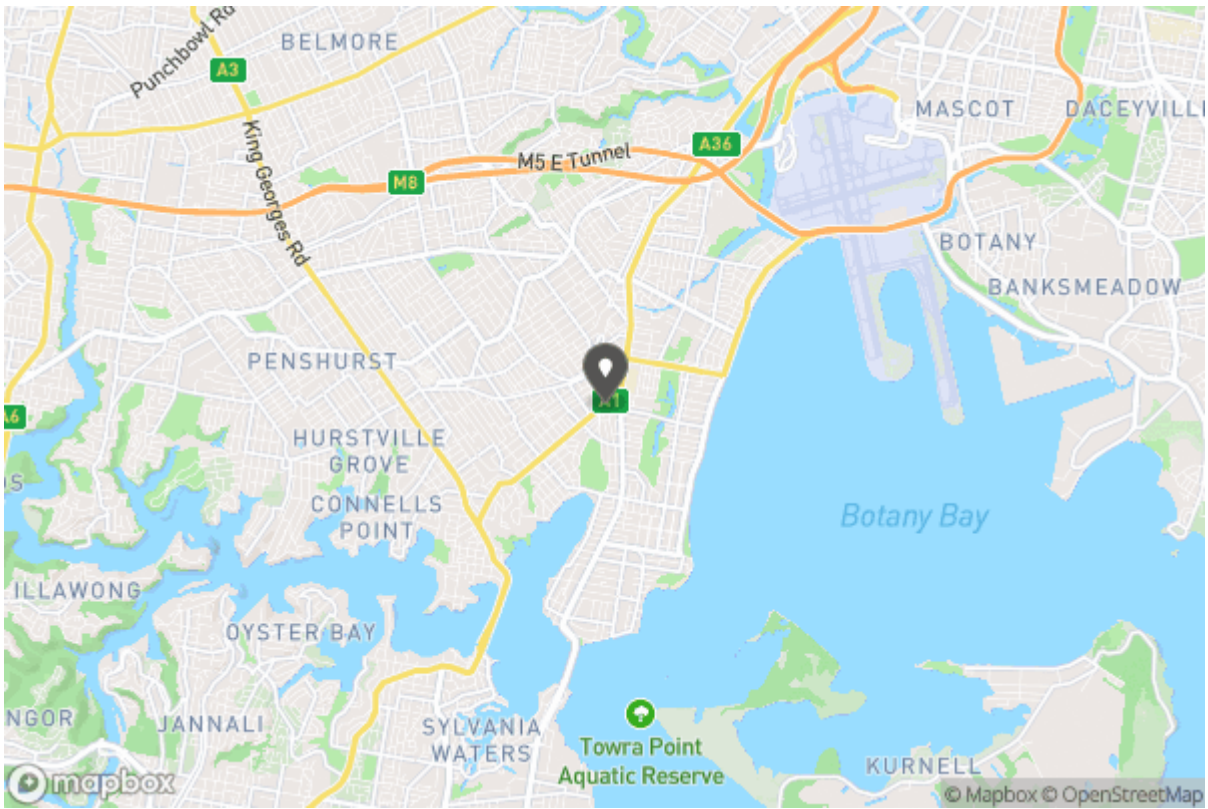 Punchbowl Rd
BELMORE
A3
MASCOT
DACEYVILLE
A36
M5 E Tunnel
M8
King Georges Rd
BOTANY
BANKSMEADOW
PENSHURST
A1
A6
HURSTVILLE
GROVE
CONNELLS
POINT
OS
Botany Bay
ILLAWONG
OYSTER BAY
NGOR
JANNALI
SYLVANIA
WATERS
Towra Point
Aquatic Reserve
KURNELL
mapbox
© Mapbox © OpenStreetMap